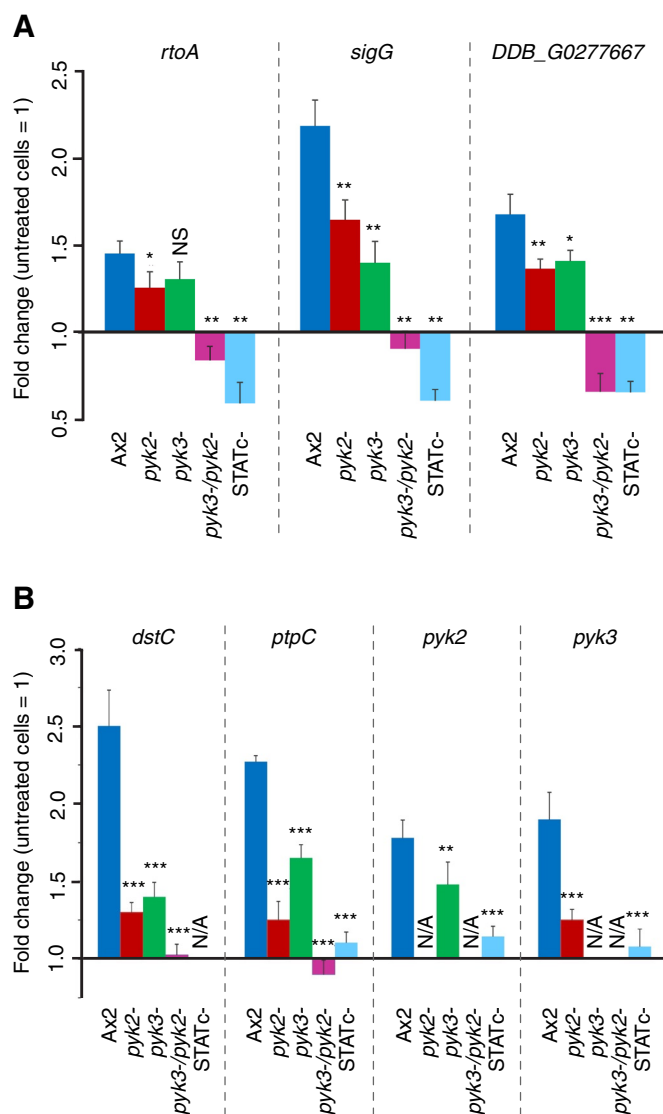 A
rtoA sigG DDB_G0277667
Fold change (untreated cells = 1)
2.5
2.0
1.5
1.0
0.5
* NS ** **
** ** ** **
** * *** **
Ax2 pyk2- pyk3- pyk3-/pyk2- STATc-
Ax2 pyk2- pyk3- pyk3-/pyk2- STATc-
Ax2 pyk2- pyk3- pyk3-/pyk2- STATc-
B
dstC ptpC pyk2 pyk3
Fold change (untreated cells = 1)
3.0
2.5
2.0
1.5
1.0
*** *** *** N/A
*** *** *** ***
N/A ** N/A ***
*** N/A N/A ***
Ax2 pyk2- pyk3- pyk3-/pyk2- STATc-
Ax2 pyk2- pyk3- pyk3-/pyk2- STATc-
Ax2 pyk2- pyk3- pyk3-/pyk2- STATc-
Ax2 pyk2- pyk3- pyk3-/pyk2- STATc-